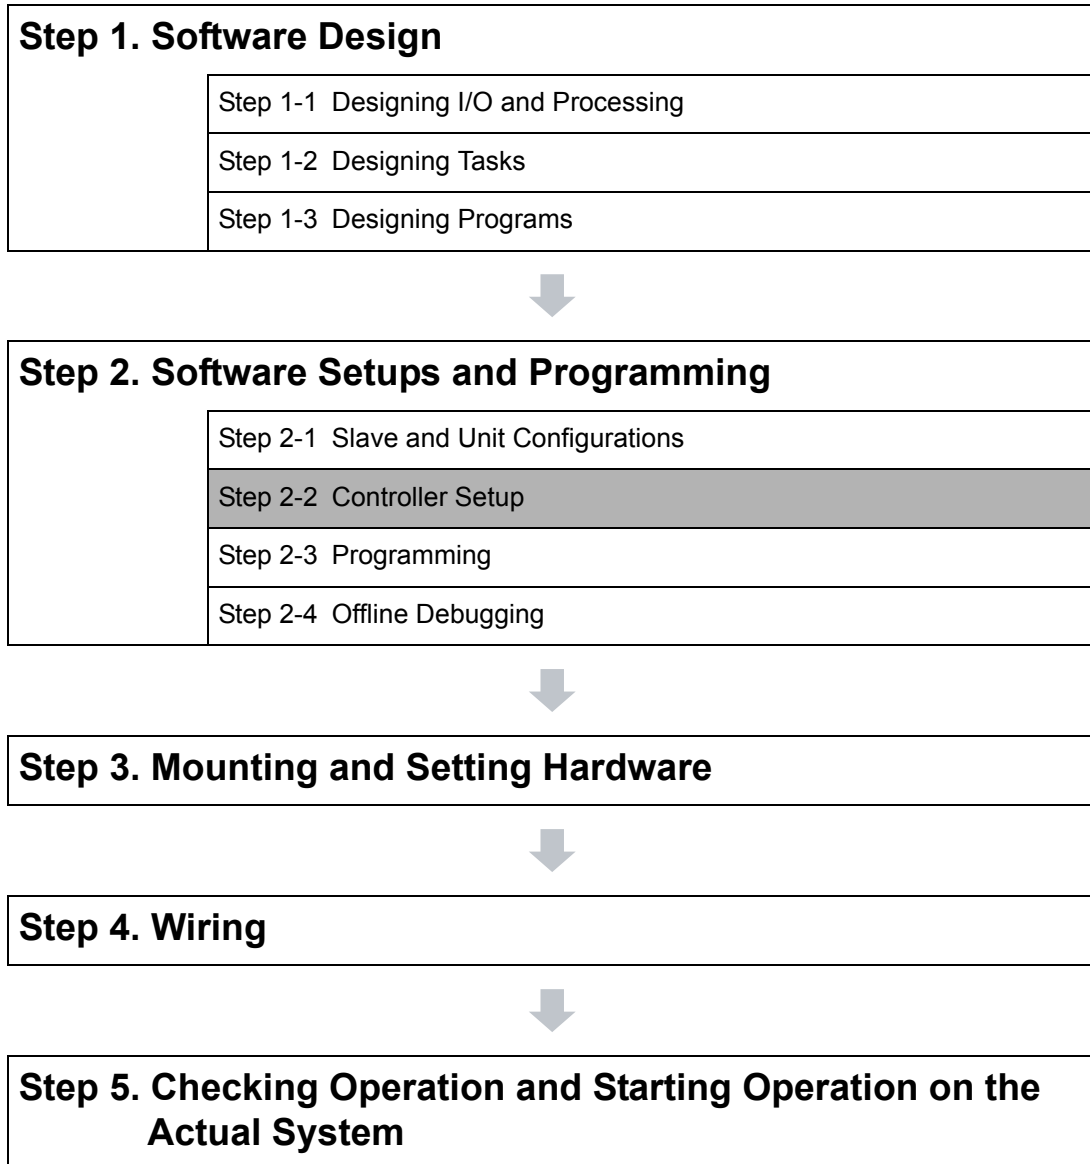 Step 1. Software Design
Step 1-1 Designing I/O and Processing
Step 1-2 Designing Tasks
Step 1-3 Designing Programs
Step 2. Software Setups and Programming
Step 2-1 Slave and Unit Configurations
Step 2-2 Controller Setup
Step 2-3 Programming
Step 2-4 Offline Debugging
Step 3. Mounting and Setting Hardware
Step 4. Wiring
Step 5. Checking Operation and Starting Operation on the
Actual System